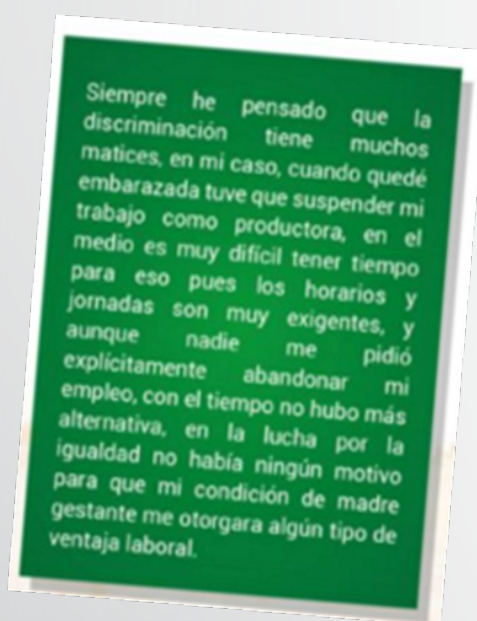 Siempre he pensado que la
discriminación tiene muchos
matices, en mi caso, cuando quedé
embarazada tuve que suspender mi
trabajo como productora, en el
medio es muy difícil tener tiempo
para eso pues los horarios y
jornadas son muy exigentes, y
aunque nadie me pidió
explícitamente abandonar mi
empleo, con el tiempo no hubo más
alternativa, en la lucha por la
igualdad no había ningún motivo
para que mi condición de madre
gestante me otorgara algún tipo de
ventaja laboral.